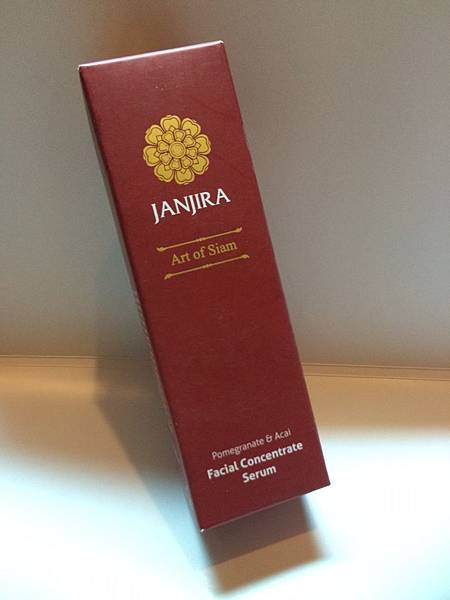 JANJIRA
Art of Siam
Pomegranate & Acai
Facial Concentrate
Serum